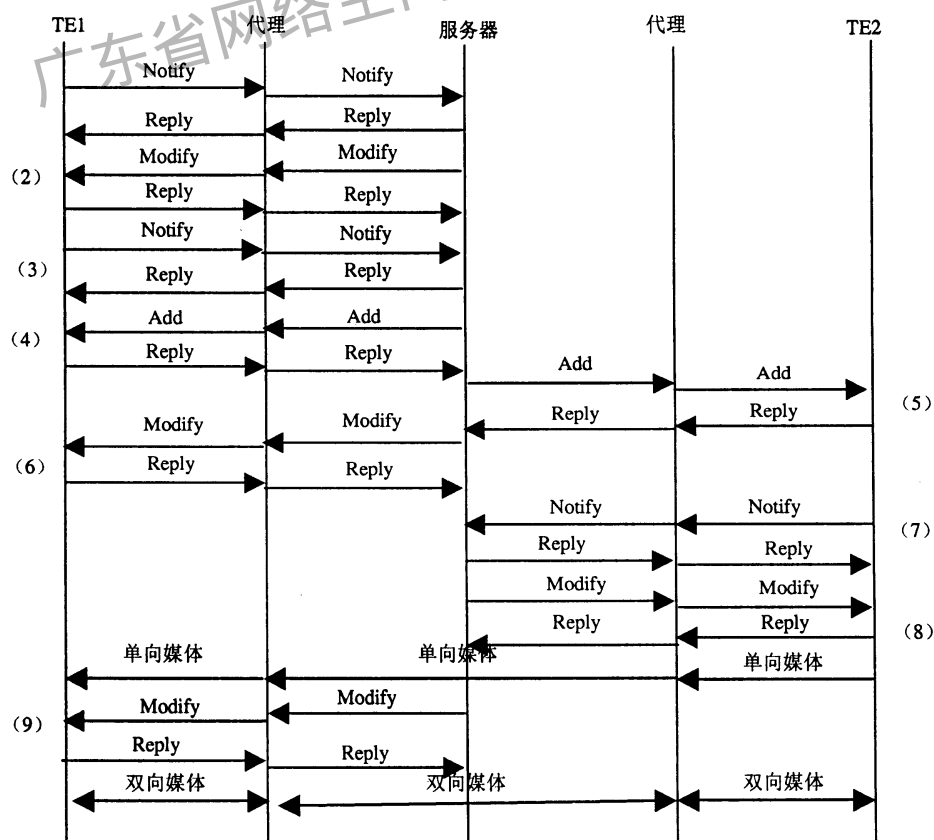 广东省网络空间
TE1 代理 服务器 代理 TE2
Notify Notify
Reply Reply
(2) Modify Modify
Reply Reply
Notify Notify
(3) Reply Reply
(4) Add Add
Reply Reply
Add Add
Reply Reply (5)
Modify Modify
(6) Reply Reply
Notify Notify (7)
Reply Reply
Modify Modify
Reply Reply (8)
单向媒体 单向媒体 单向媒体
(9) Modify Modify
Reply Reply
双向媒体 双向媒体 双向媒体